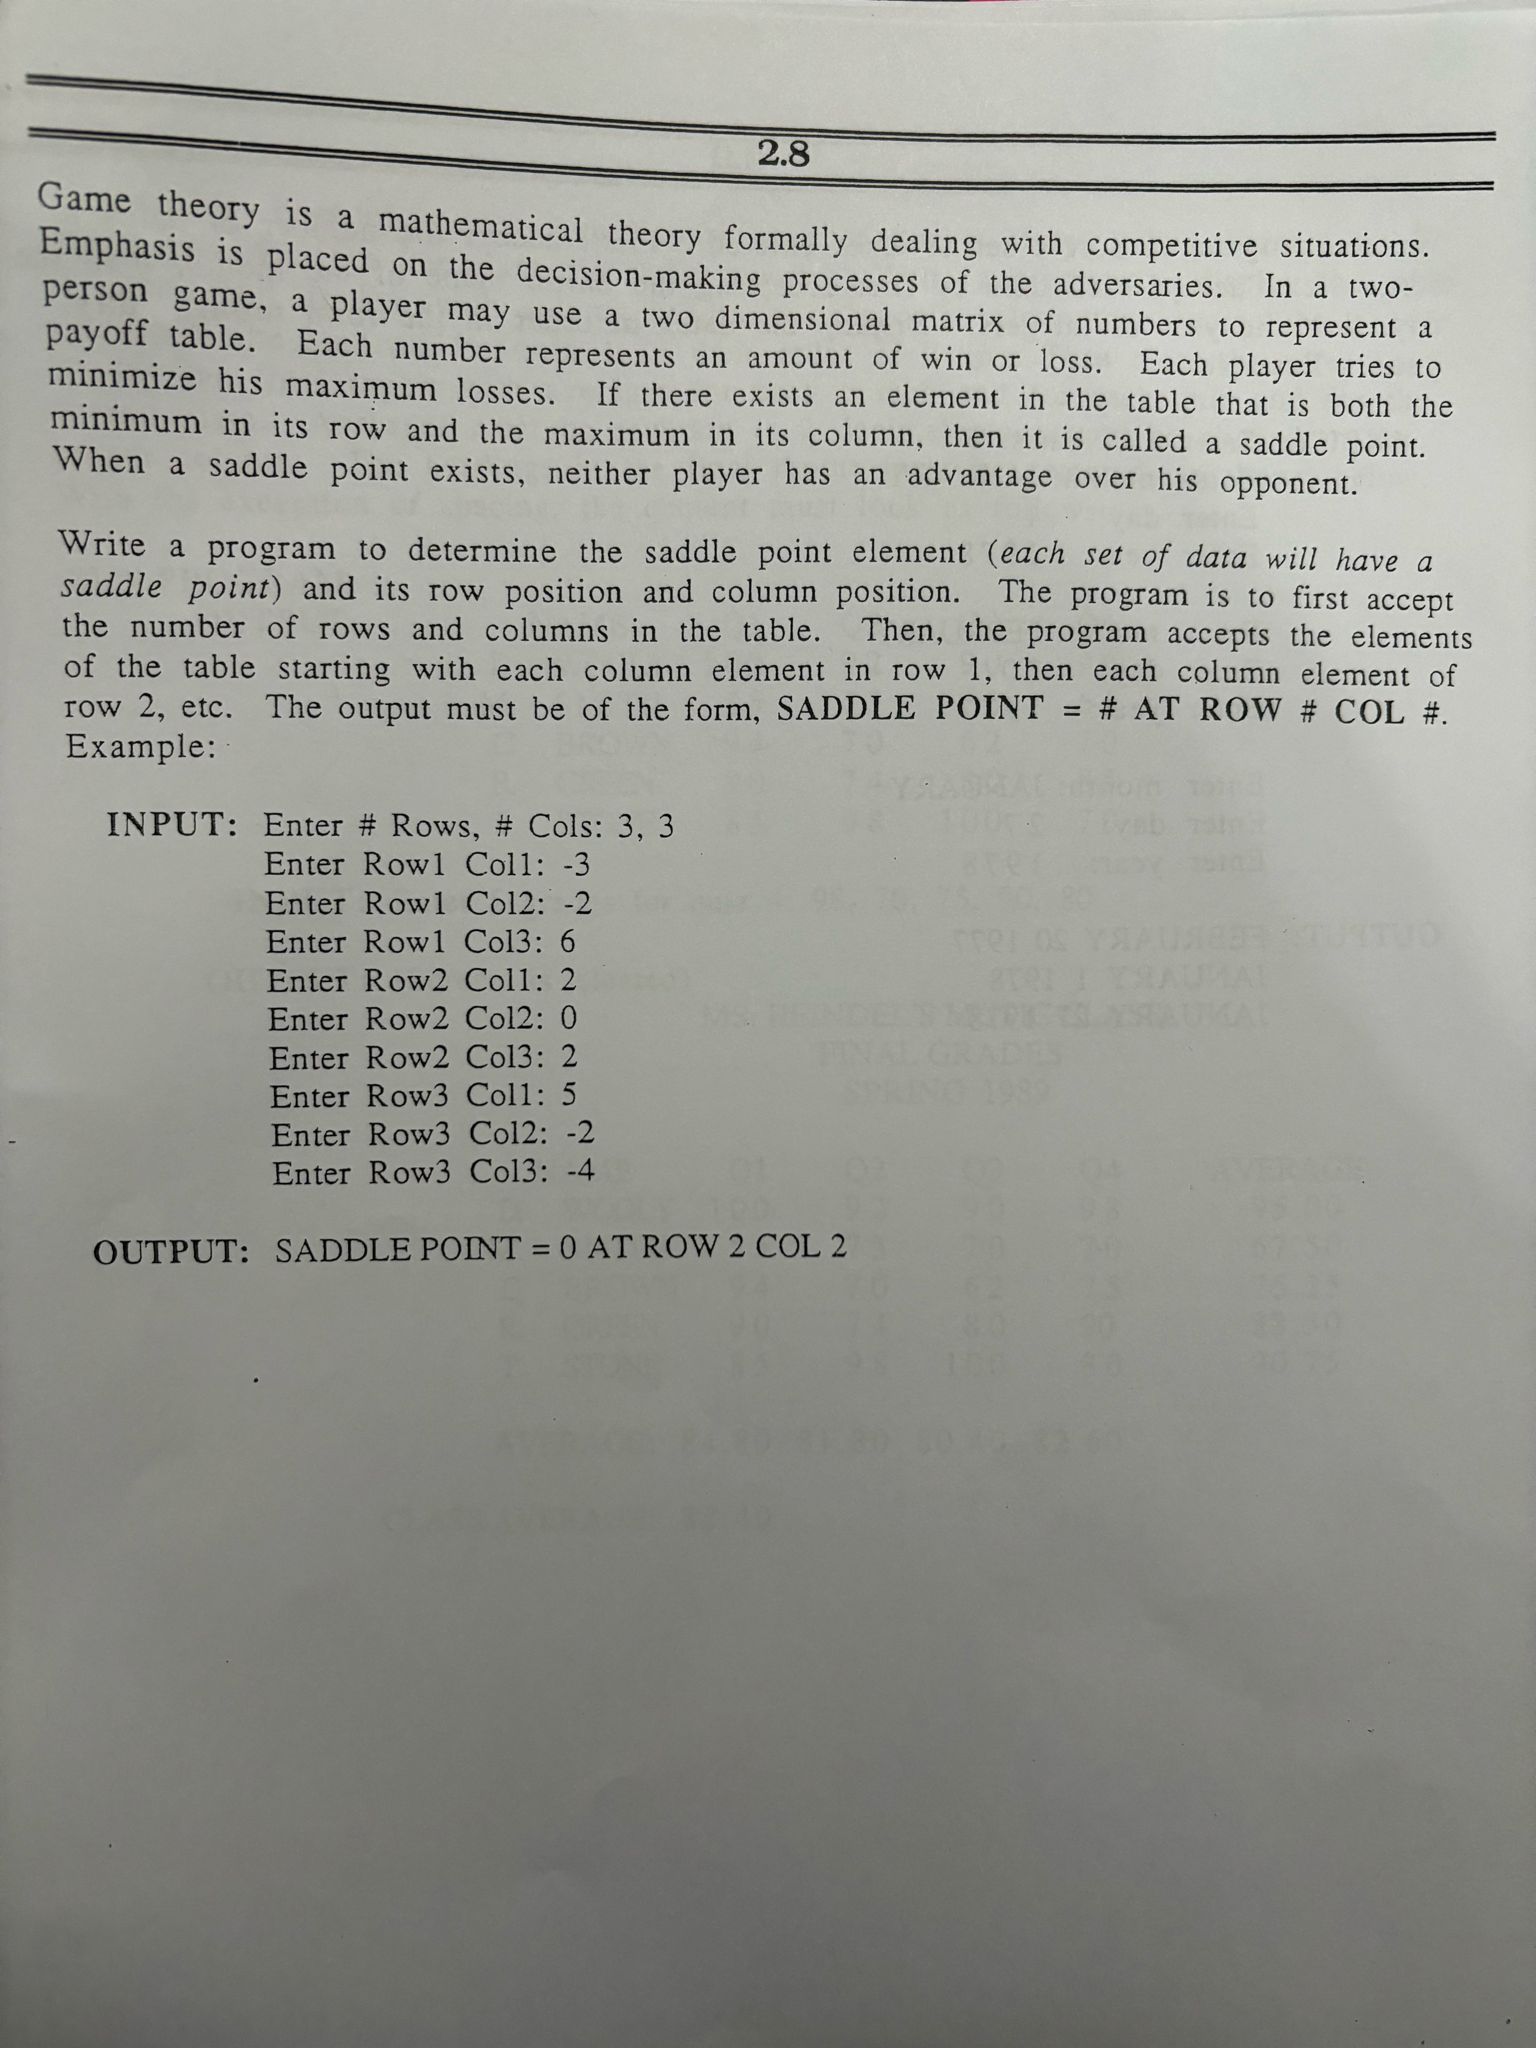 2.8
Game theory is a mathematical theory formally dealing with competitive situations.
Emphasis is placed on the decision-making processes of the adversaries. In a two-
person game, a player may use a two dimensional matrix of numbers to represent a
payoff table. Each number represents an amount of win or loss. Each player tries to
minimize his maximum losses. If there exists an element in the table that is both the
minimum in its row and the maximum in its column, then it is called a saddle point.
When a saddle point exists, neither player has an advantage over his opponent.
Write a program to determine the saddle point element (each set of data will have a
saddle point) and its row position and column position. The program is to first accept
the number of rows and columns in the table. Then, the program accepts the elements
of the table starting with each column element in row 1, then each column element of
row 2, etc. The output must be of the form, SADDLE POINT = # AT ROW # COL #.
Example:
INPUT: Enter # Rows, # Cols: 3, 3
Enter Row1 Col1: -3
Enter Row1 Col2: -2
Enter Row1 Col3: 6
Enter Row2 Col1: 2
Enter Row2 Col2: 0
Enter Row2 Col3: 2
Enter Row3 Col1: 5
Enter Row3 Col2: -2
Enter Row3 Col3: -4
OUTPUT: SADDLE POINT = 0 AT ROW 2 COL 2